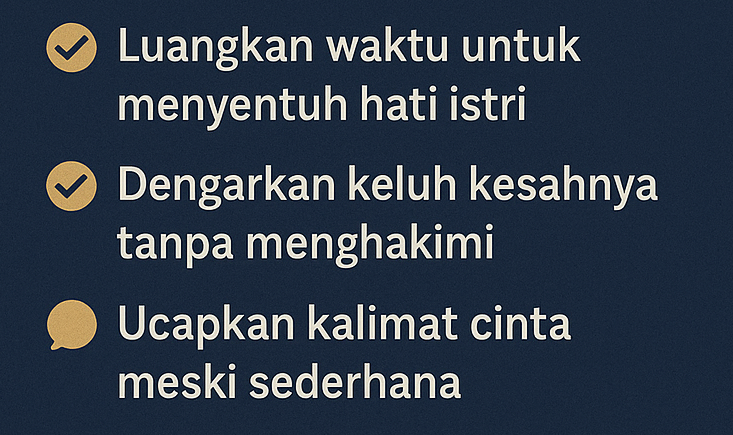 Luangkan waktu untuk
menyentuh hati istri
Dengarkan keluh kesahnya
tanpa menghakimi
Ucapkan kalimat cinta
meski sederhana